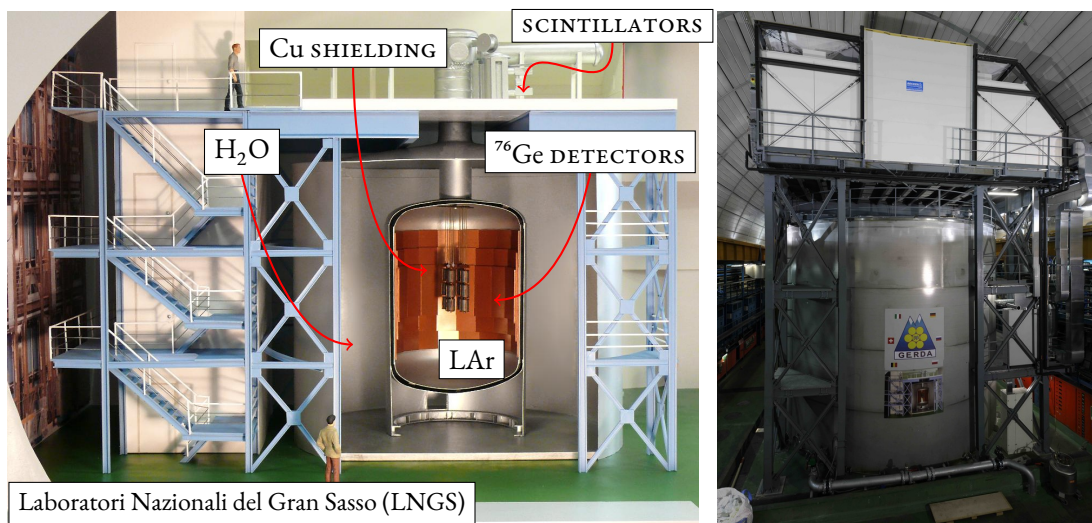 SCINTILLATORS
Cu SHIELDING
H₂O
⁷⁶Ge DETECTORS
LAr
Laboratori Nazionali del Gran Sasso (LNGS)
GERDA